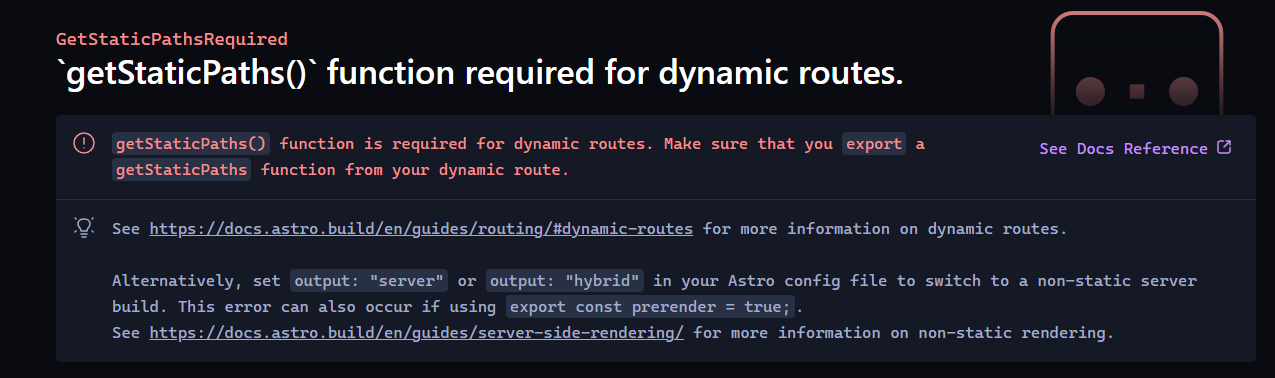 GetStaticPathsRequired
`getStaticPaths()` function required for dynamic routes.
getStaticPaths() function is required for dynamic routes. Make sure that you export a
getStaticPaths function from your dynamic route.
See Docs Reference
See https://docs.astro.build/en/guides/routing/#dynamic-routes for more information on dynamic routes.
Alternatively, set output: "server" or output: "hybrid" in your Astro config file to switch to a non-static server
build. This error can also occur if using export const prerender = true;.
See https://docs.astro.build/en/guides/server-side-rendering/ for more information on non-static rendering.